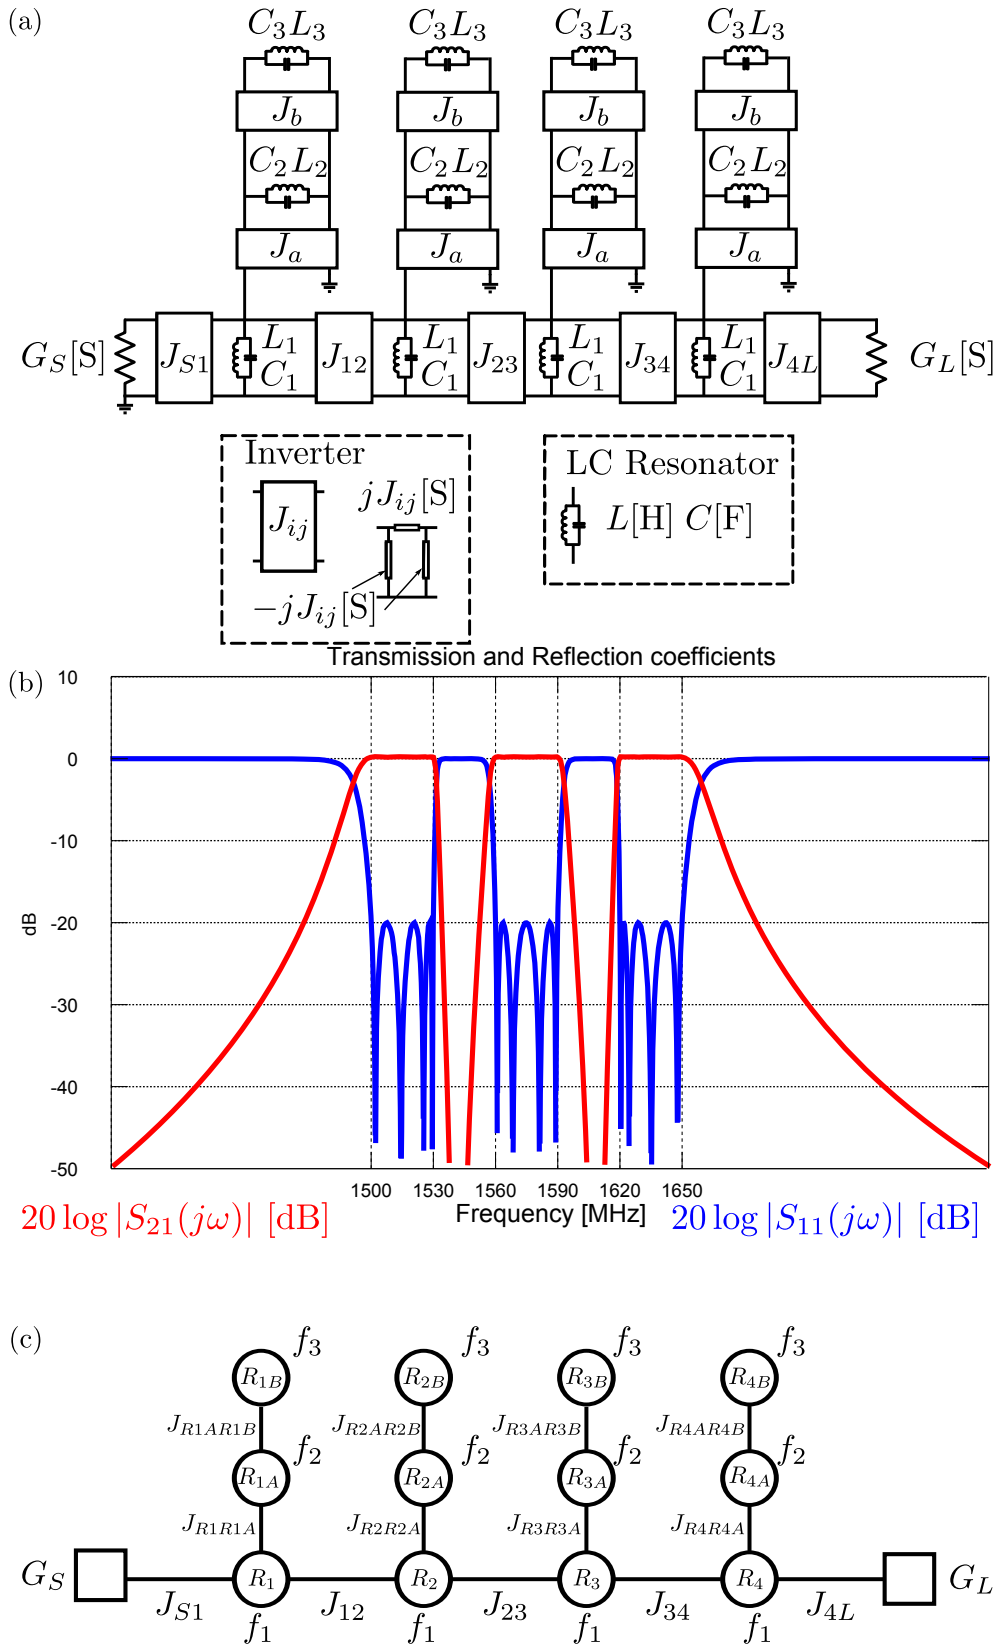 (a)
C3L3 C3L3 C3L3 C3L3
Jb Jb Jb Jb
C2L2 C2L2 C2L2 C2L2
Ja Ja Ja Ja
GS[S] JS1 L1 C1 J12 L1 C1 J23 L1 C1 J34 L1 C1 J4L GL[S]
Inverter
Jij
jJij[S]
−jJij[S]
LC Resonator
L[H] C[F]
Transmission and Reflection coefficients
(b)
10
0
-10
-20
-30
-40
-50
dB
1500 1530 1560 1590 1620 1650
Frequency [MHz]
20 log |S21(jω)| [dB]
20 log |S11(jω)| [dB]
(c)
f3 f3 f3 f3
R1B R2B R3B R4B
JR1AR1B JR2AR2B JR3AR3B JR4AR4B
f2 f2 f2 f2
R1A R2A R3A R4A
JR1R1A JR2R2A JR3R3A JR4R4A
GS R1 R2 R3 R4 GL
JS1 J12 J23 J34 J4L
f1 f1 f1 f1